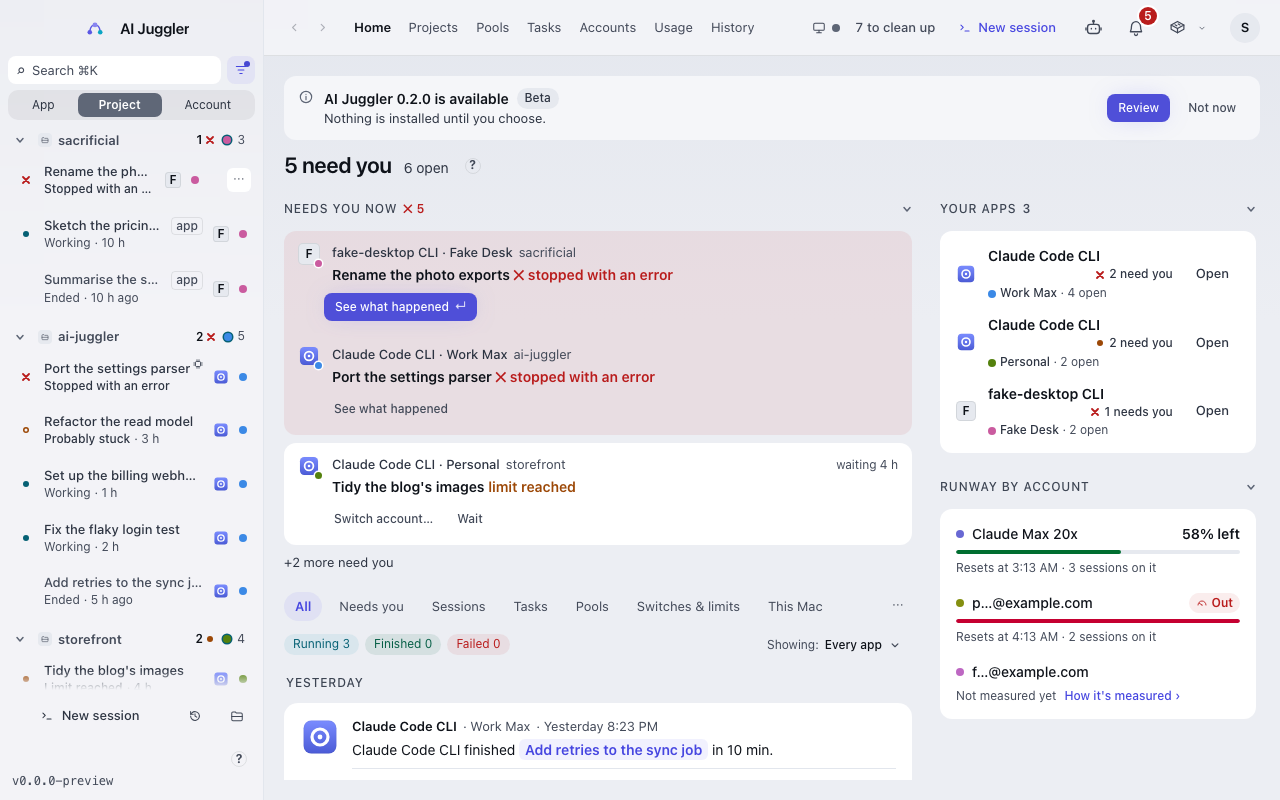 AI Juggler
Search ⌘K
App
Project
Account
sacrificial
1
3
Rename the ph...
Stopped with an ...
F
Sketch the pricin...
app
Working · 10 h
F
Summarise the s...
app
Ended · 10 h ago
F
ai-juggler
2
5
Port the settings parser
Stopped with an error
Refactor the read model
Probably stuck · 3 h
Set up the billing webh...
Working · 1 h
Fix the flaky login test
Working · 2 h
Add retries to the sync j...
Ended · 5 h ago
storefront
2
4
Tidy the blog's images
Limit reached · 4 h
New session
?
v0.0.0-preview
Home
Projects
Pools
Tasks
Accounts
Usage
History
7 to clean up
New session
5
S
AI Juggler 0.2.0 is available
Beta
Nothing is installed until you choose.
Review
Not now
5 need you
6 open
?
NEEDS YOU NOW
5
F
fake-desktop CLI · Fake Desk sacrificial
Rename the photo exports stopped with an error
See what happened
Claude Code CLI · Work Max ai-juggler
Port the settings parser stopped with an error
See what happened
Claude Code CLI · Personal storefront
waiting 4 h
Tidy the blog's images limit reached
Switch account...
Wait
+2 more need you
All
Needs you
Sessions
Tasks
Pools
Switches & limits
This Mac
Running 3
Finished 0
Failed 0
Showing: Every app
YESTERDAY
Claude Code CLI · Work Max · Yesterday 8:23 PM
Claude Code CLI finished Add retries to the sync job in 10 min.
YOUR APPS 3
Claude Code CLI
2 need you
Open
Work Max · 4 open
Claude Code CLI
2 need you
Open
Personal · 2 open
F
fake-desktop CLI
1 needs you
Open
Fake Desk · 2 open
RUNWAY BY ACCOUNT
Claude Max 20x
58% left
Resets at 3:13 AM · 3 sessions on it
p...@example.com
Out
Resets at 4:13 AM · 2 sessions on it
f...@example.com
Not measured yet
How it's measured ›